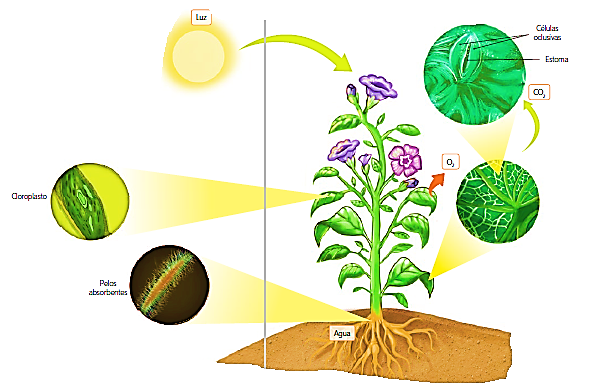 Luz
Células
oclusivas
Estoma
CO₂
O₂
Cloroplasto
Pelos
absorbentes
Agua